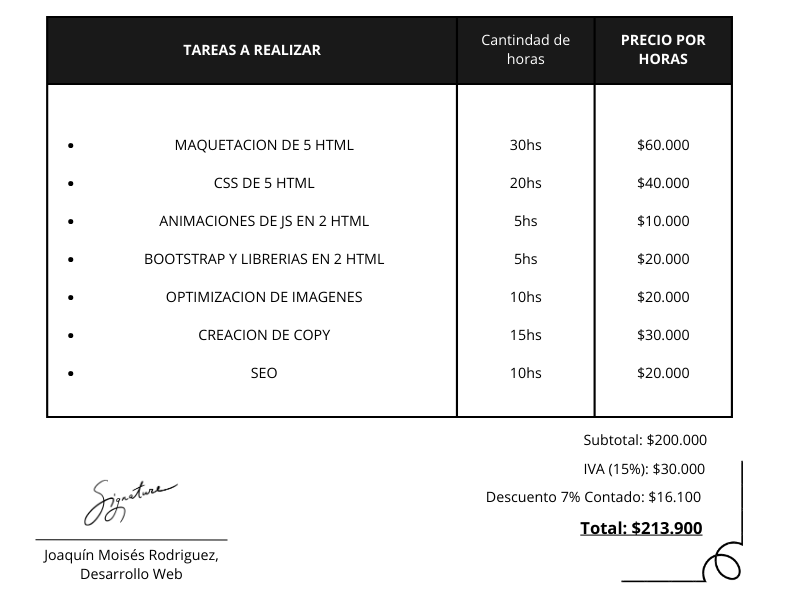 TAREAS A REALIZAR
Cantindad de
horas
PRECIO POR
HORAS
MAQUETACION DE 5 HTML 30hs $60.000
CSS DE 5 HTML 20hs $40.000
ANIMACIONES DE JS EN 2 HTML 5hs $10.000
BOOTSTRAP Y LIBRERIAS EN 2 HTML 5hs $20.000
OPTIMIZACION DE IMAGENES 10hs $20.000
CREACION DE COPY 15hs $30.000
SEO 10hs $20.000
Subtotal: $200.000
IVA (15%): $30.000
Descuento 7% Contado: $16.100
Total: $213.900
Signature
Joaquín Moisés Rodriguez,
Desarrollo Web